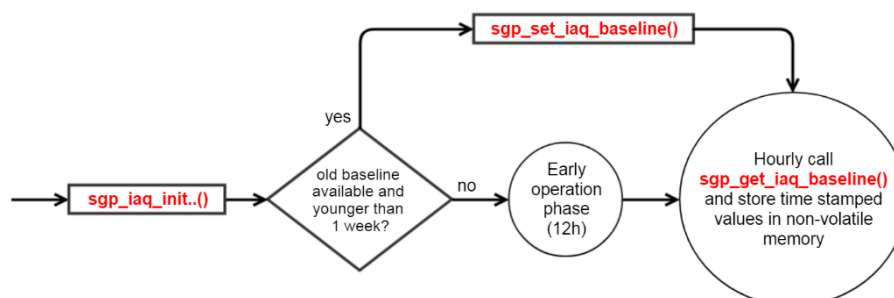 sgp_set_iaq_baseline()
yes
sgp_iaq_init..()
old baseline
available and
younger than
1 week?
no
Early
operation
phase
(12h)
Hourly call
sgp_get_iaq_baseline()
and store time stamped
values in non-volatile
memory